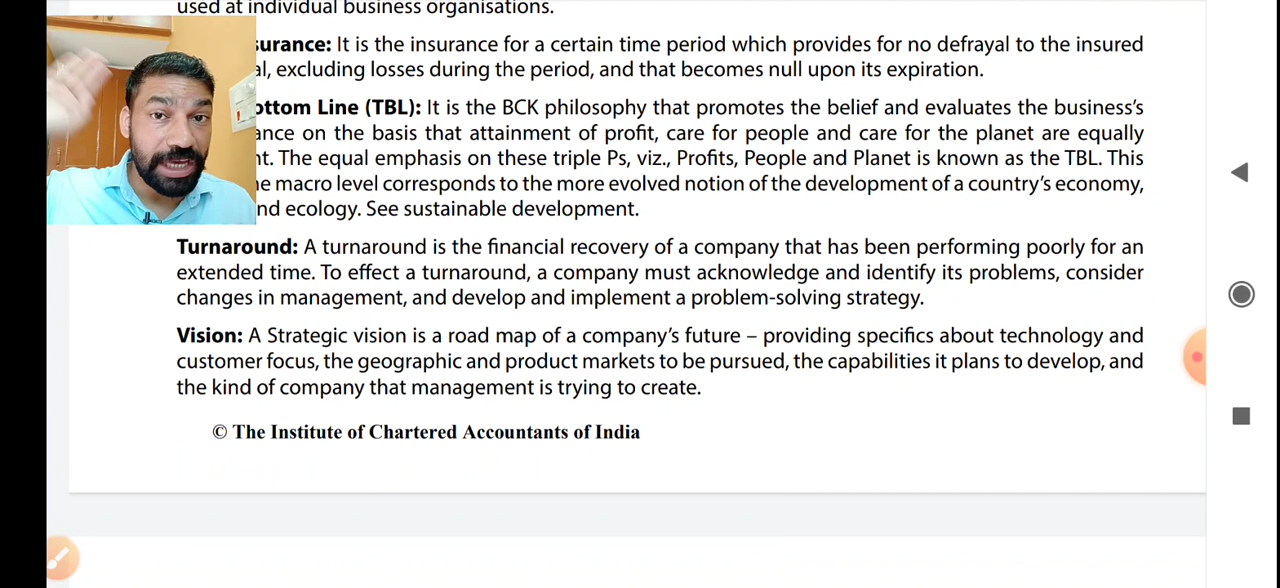 used at individual business organisations.
surance: It is the insurance for a certain time period which provides for no defrayal to the insured
al, excluding losses during the period, and that becomes null upon its expiration.
ottom Line (TBL): It is the BCK philosophy that promotes the belief and evaluates the business's
ance on the basis that attainment of profit, care for people and care for the planet are equally
nt. The equal emphasis on these triple Ps, viz., Profits, People and Planet is known as the TBL. This
e macro level corresponds to the more evolved notion of the development of a country's economy,
nd ecology. See sustainable development.
Turnaround: A turnaround is the financial recovery of a company that has been performing poorly for an
extended time. To effect a turnaround, a company must acknowledge and identify its problems, consider
changes in management, and develop and implement a problem-solving strategy.
Vision: A Strategic vision is a road map of a company's future – providing specifics about technology and
customer focus, the geographic and product markets to be pursued, the capabilities it plans to develop, and
the kind of company that management is trying to create.
© The Institute of Chartered Accountants of India